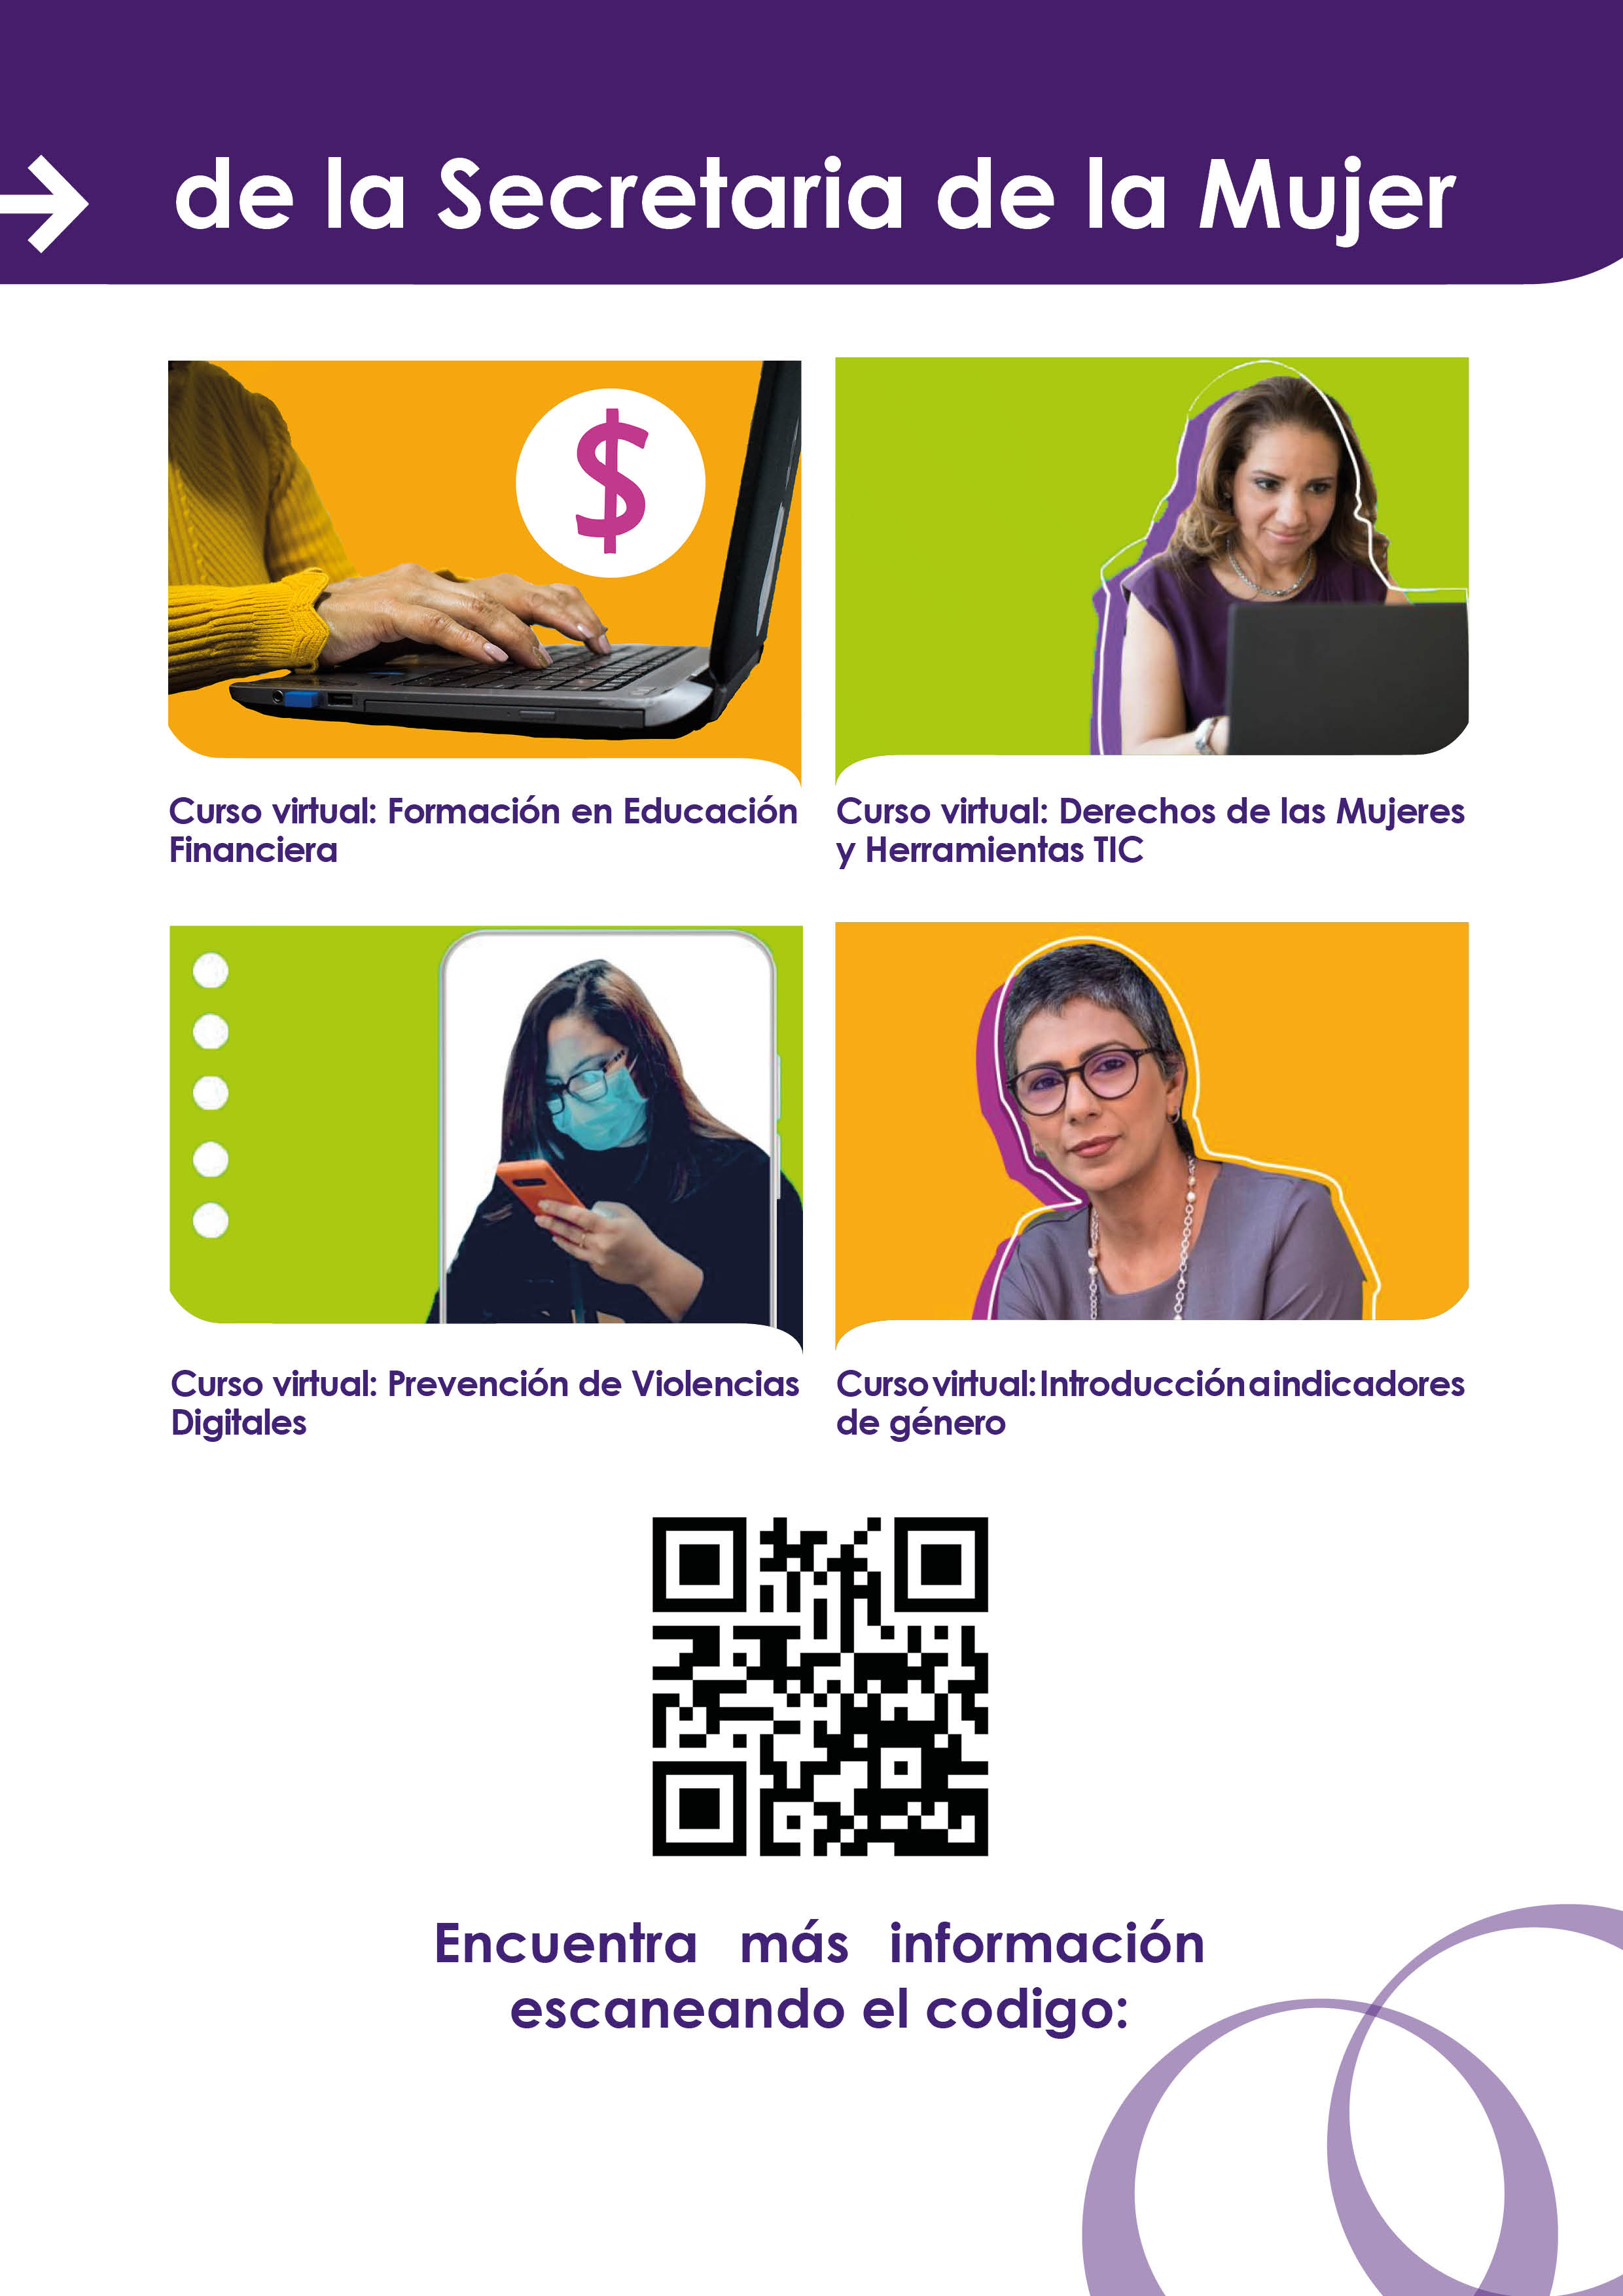 de la Secretaria de la Mujer
$
Curso virtual: Formación en Educación
Financiera
Curso virtual: Derechos de las Mujeres
y Herramientas TIC
Curso virtual: Prevención de Violencias
Digitales
Curso virtual: Introducción a indicadores
de género
Encuentra más información
escaneando el codigo: